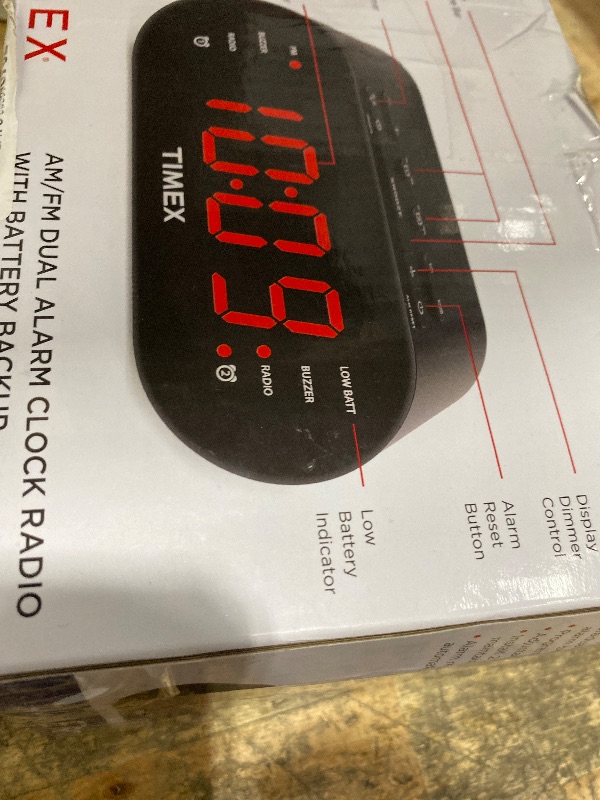 EX
AM/FM DUAL ALARM CLOCK RADIO
WITH BATTERY BACKUP
PM
BUZZER
RADIO
10:09
TIMEX
LOW BATT
BUZZER
RADIO
2
Low
Battery
Indicator
Alarm
Reset
Button
Display
Dimmer
Control